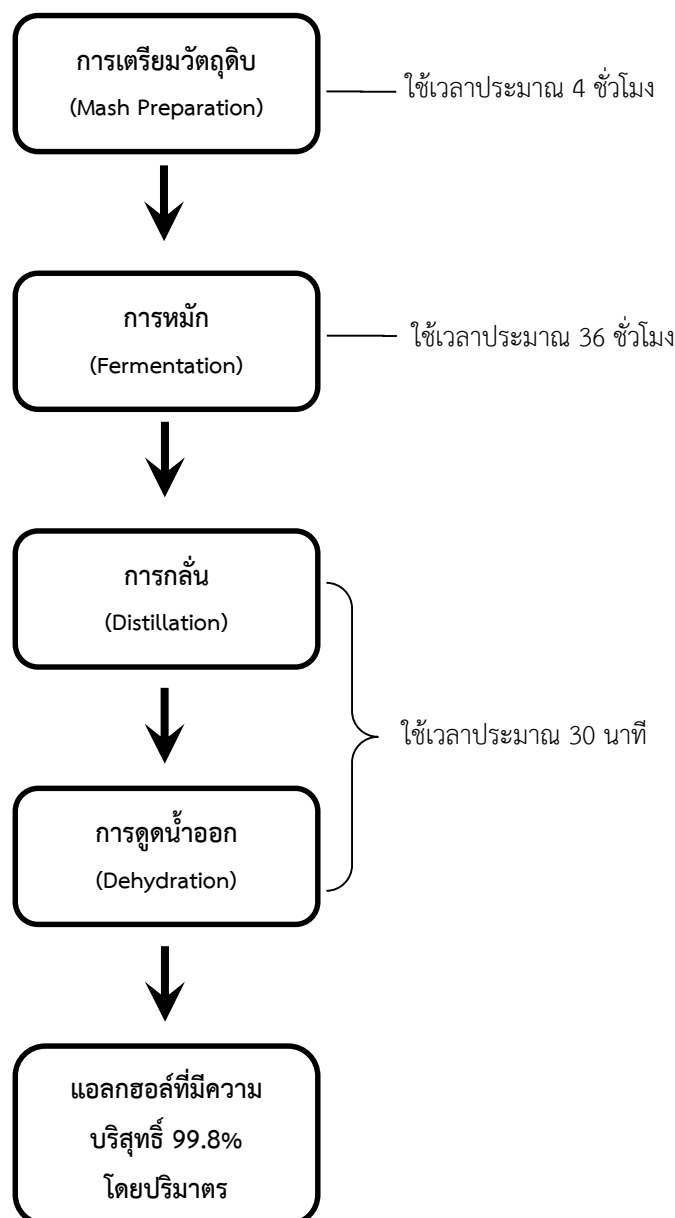 การเตรียมวัตถุดิบ
(Mash Preparation)
ใช้เวลาประมาณ 4 ชั่วโมง
การหมัก
(Fermentation)
ใช้เวลาประมาณ 36 ชั่วโมง
การกลั่น
(Distillation)
ใช้เวลาประมาณ 30 นาที
การดูดน้ำออก
(Dehydration)
แอลกฮอล์ที่มีความ
บริสุทธิ์ 99.8%
โดยปริมาตร